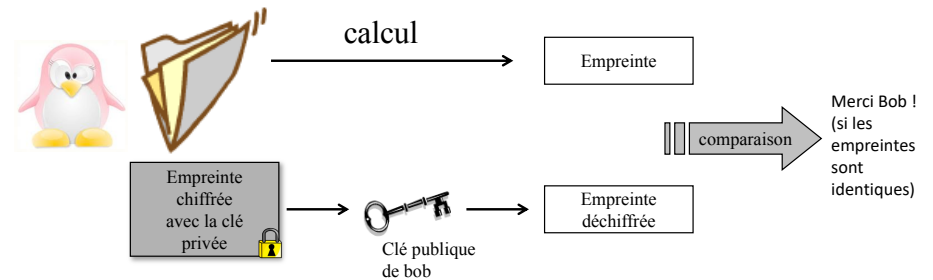 calcul
Empreinte
Empreinte
chiffrée
avec la clé
privée
Clé publique
de bob
Empreinte
déchiffrée
comparaison
Merci Bob !
(si les
empreintes
sont
identiques)